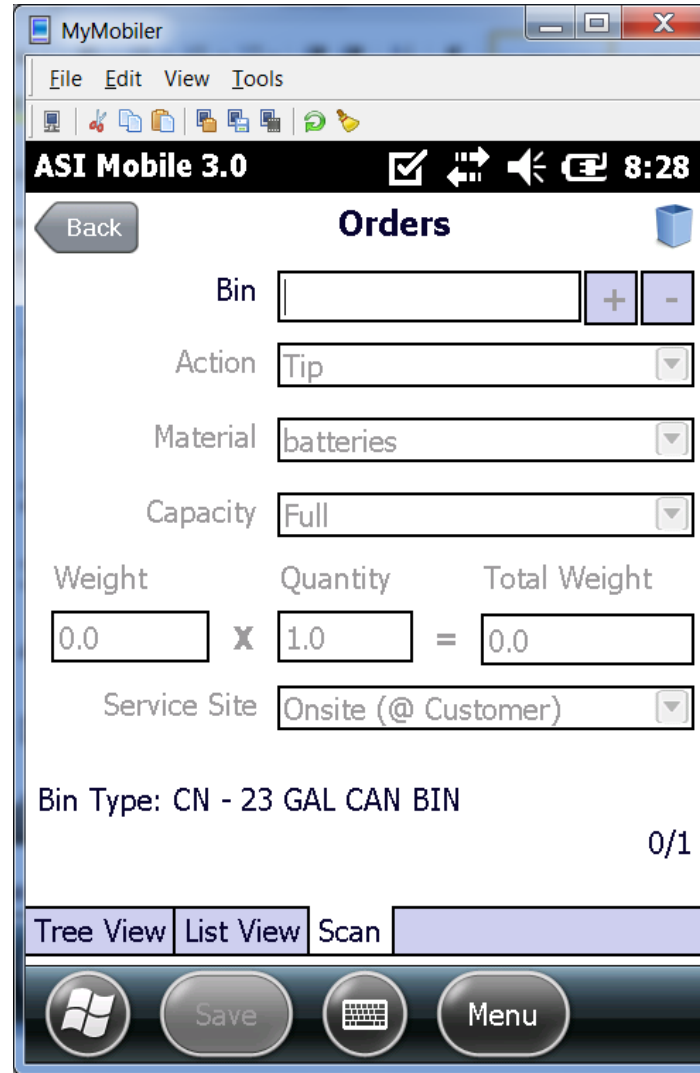 MyMobiler
File Edit View Tools
ASI Mobile 3.0 8:28
Back Orders
Bin + -
Action Tip
Material batteries
Capacity Full
Weight Quantity Total Weight
0.0 X 1.0 = 0.0
Service Site Onsite (@ Customer)
Bin Type: CN - 23 GAL CAN BIN
0/1
Tree View List View Scan
Save Menu